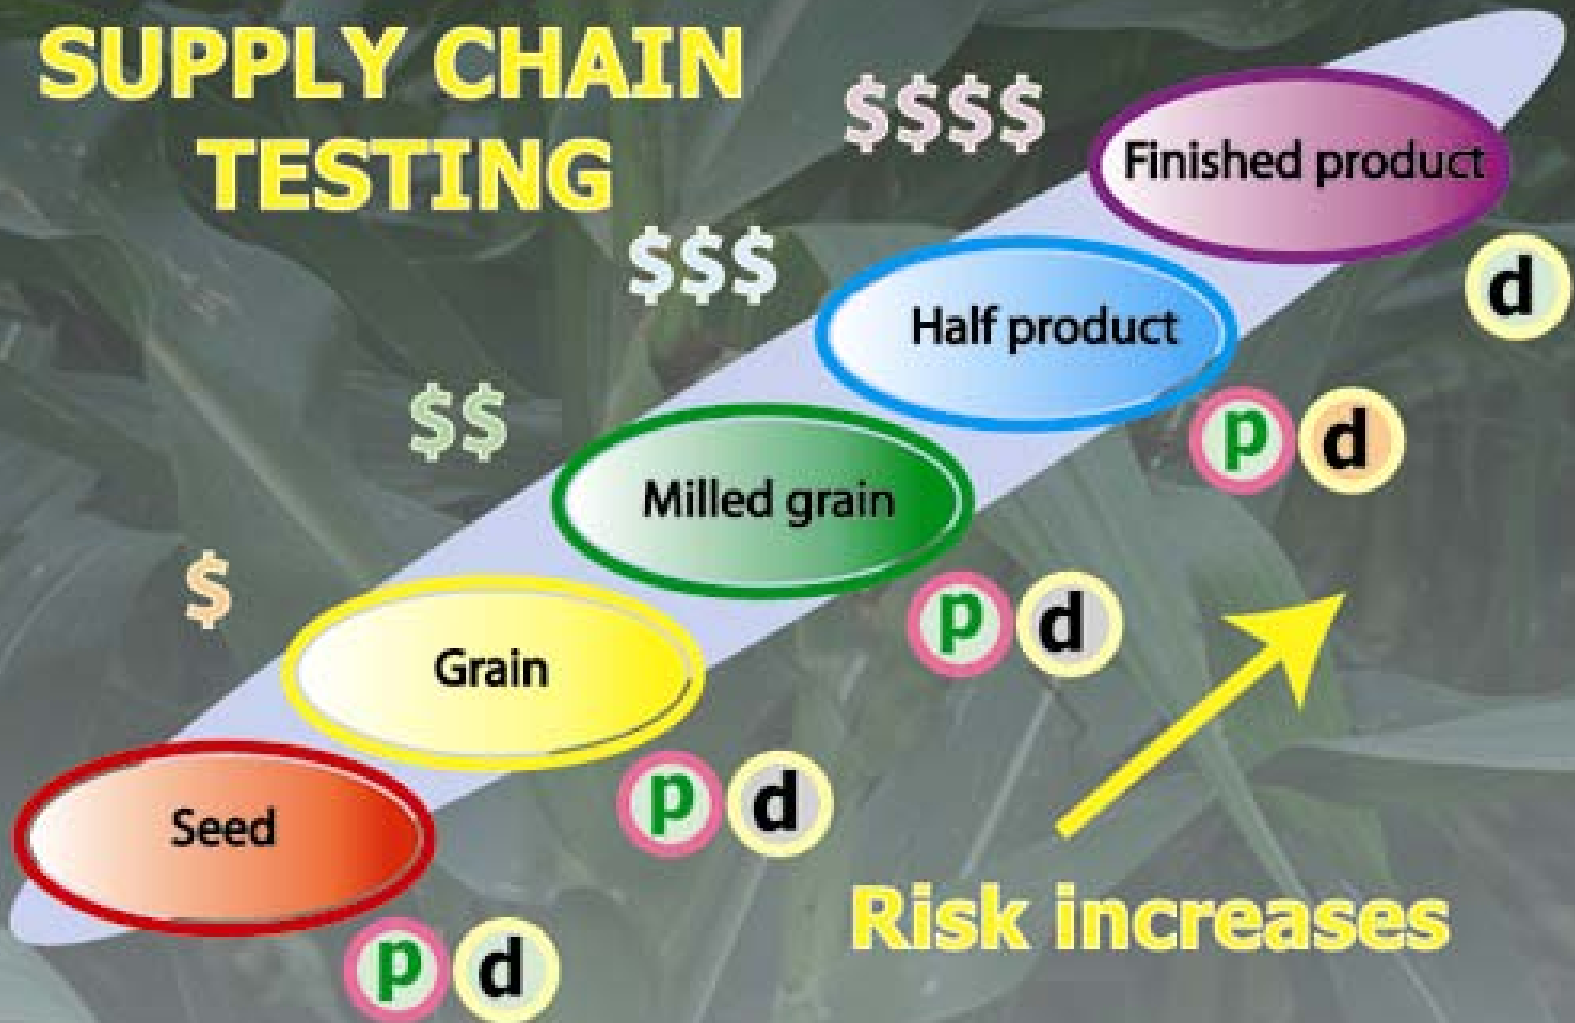 SUPPLY CHAIN
TESTING
$$$$
Finished product
d
$$$
Half product
p d
$$
Milled grain
p d
$
Grain
p d
Seed
p d
Risk increases